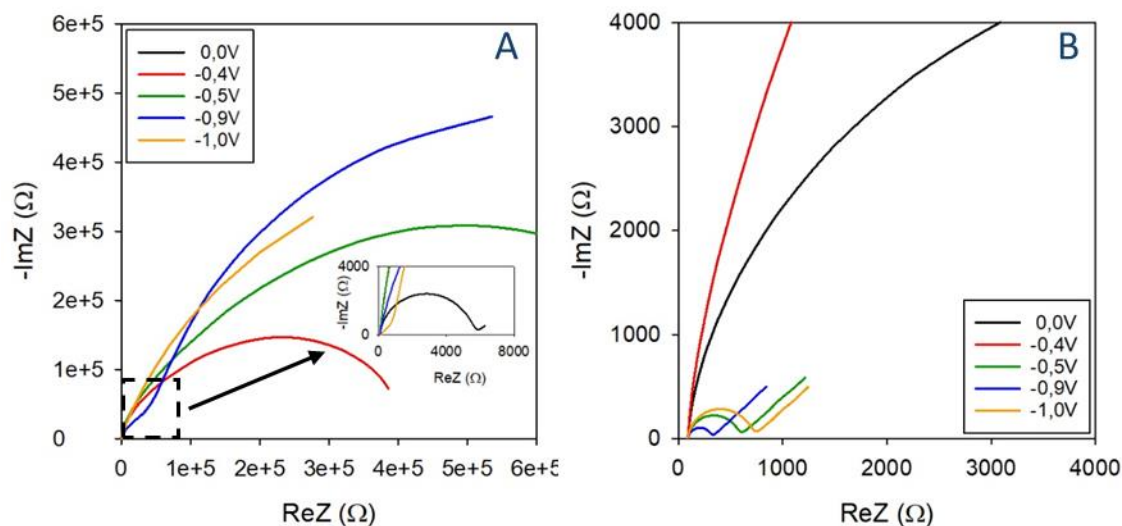 A
6e+5
5e+5
4e+5
3e+5
2e+5
1e+5
0
-ImZ (Ω)
0,0V
-0,4V
-0,5V
-0,9V
-1,0V
4000
0
-ImZ (Ω)
0 4000 8000
ReZ (Ω)
0 1e+5 2e+5 3e+5 4e+5 5e+5 6e+5
ReZ (Ω)
B
4000
3000
2000
1000
0
-ImZ (Ω)
0,0V
-0,4V
-0,5V
-0,9V
-1,0V
0 1000 2000 3000 4000
ReZ (Ω)